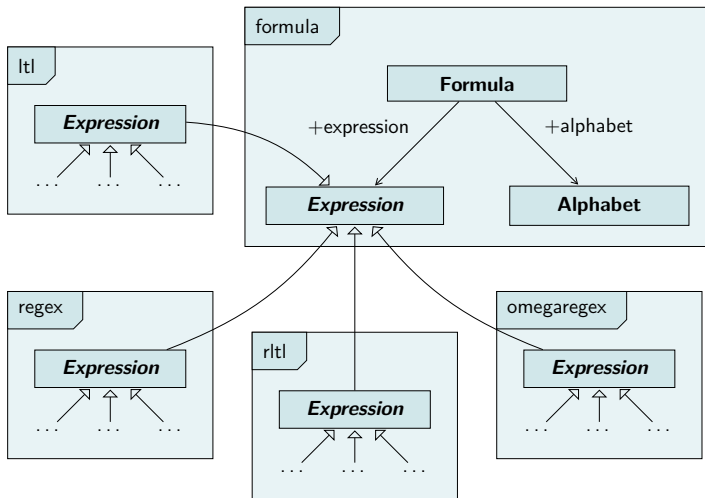 formula
ltl
Formula
Expression
+expression
+alphabet
... ... ...
Expression
Alphabet
regex
omegaregex
rltl
Expression
Expression
Expression
... ... ...
... ... ...
... ... ...